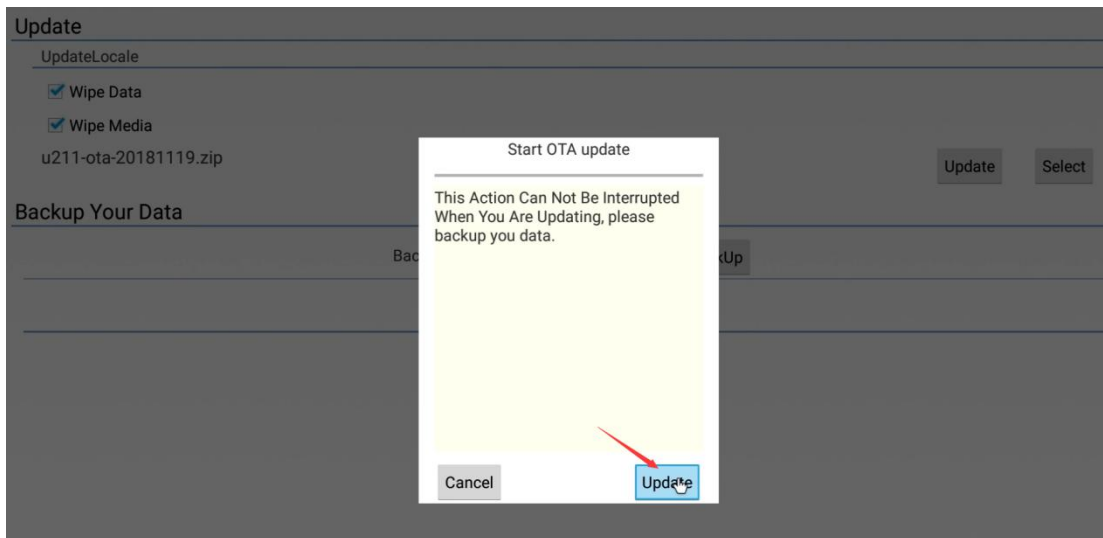 Update
UpdateLocale
Wipe Data
Wipe Media
u211-ota-20181119.zip
Update
Select
Backup Your Data
Start OTA update
This Action Can Not Be Interrupted
When You Are Updating, please
backup you data.
Cancel
Update